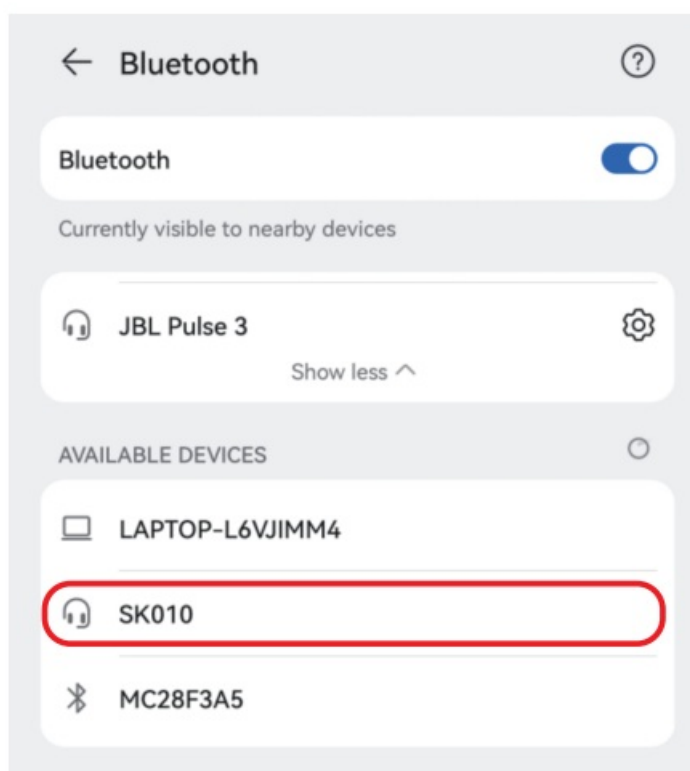 Bluetooth
Bluetooth
Currently visible to nearby devices
JBL Pulse 3
Show less
AVAILABLE DEVICES
LAPTOP-L6VJIMM4
SK010
MC28F3A5